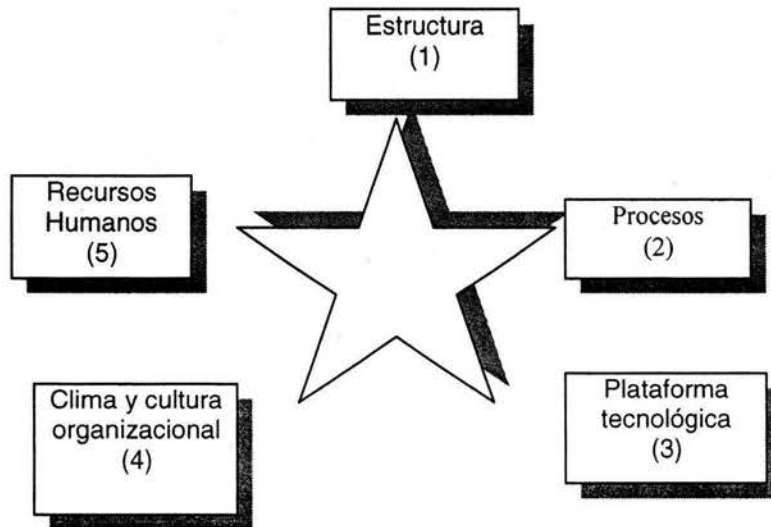 Estructura
(1)
Procesos
(2)
Plataforma
tecnológica
(3)
Clima y cultura
organizacional
(4)
Recursos
Humanos
(5)